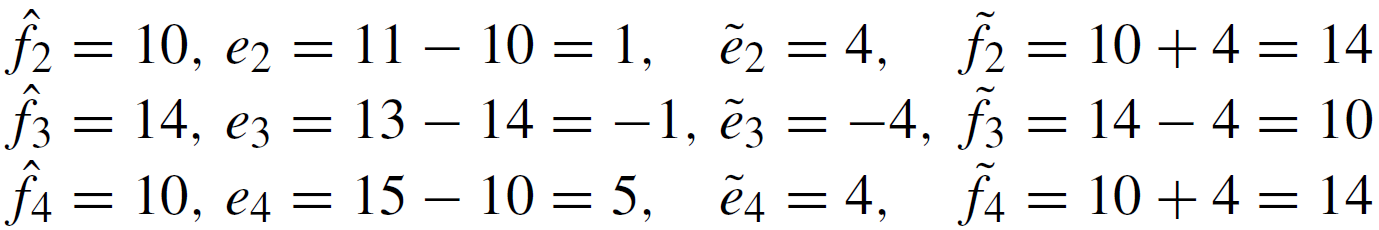 f̂₂ = 10, e₂ = 11 − 10 = 1, ẽ₂ = 4, f̃₂ = 10 + 4 = 14
f̂₃ = 14, e₃ = 13 − 14 = −1, ẽ₃ = −4, f̃₃ = 14 − 4 = 10
f̂₄ = 10, e₄ = 15 − 10 = 5, ẽ₄ = 4, f̃₄ = 10 + 4 = 14